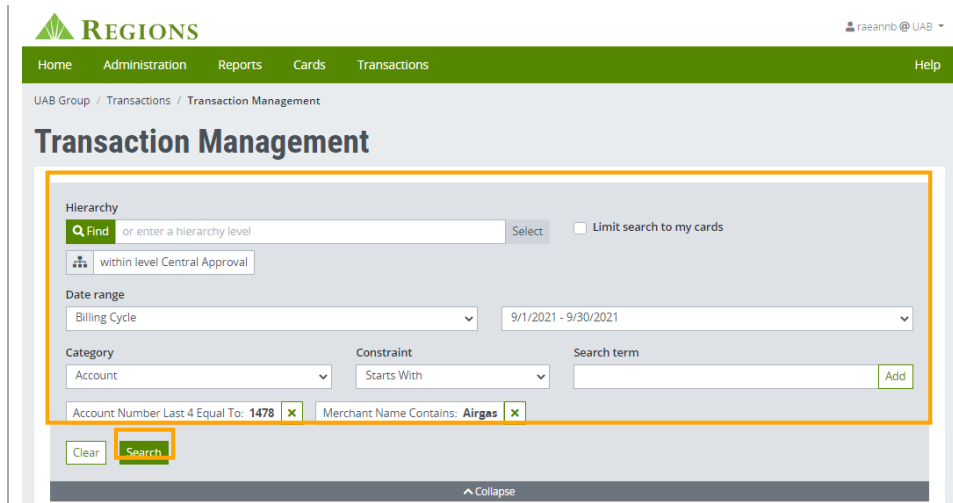 REGIONS
raeannb @ UAB
Home Administration Reports Cards Transactions Help
UAB Group / Transactions / Transaction Management
Transaction Management
Hierarchy
Find or enter a hierarchy level Select Limit search to my cards
within level Central Approval
Date range
Billing Cycle 9/1/2021 - 9/30/2021
Category Constraint Search term
Account Starts With Add
Account Number Last 4 Equal To: 1478 × Merchant Name Contains: Airgas ×
Clear Search
Collapse